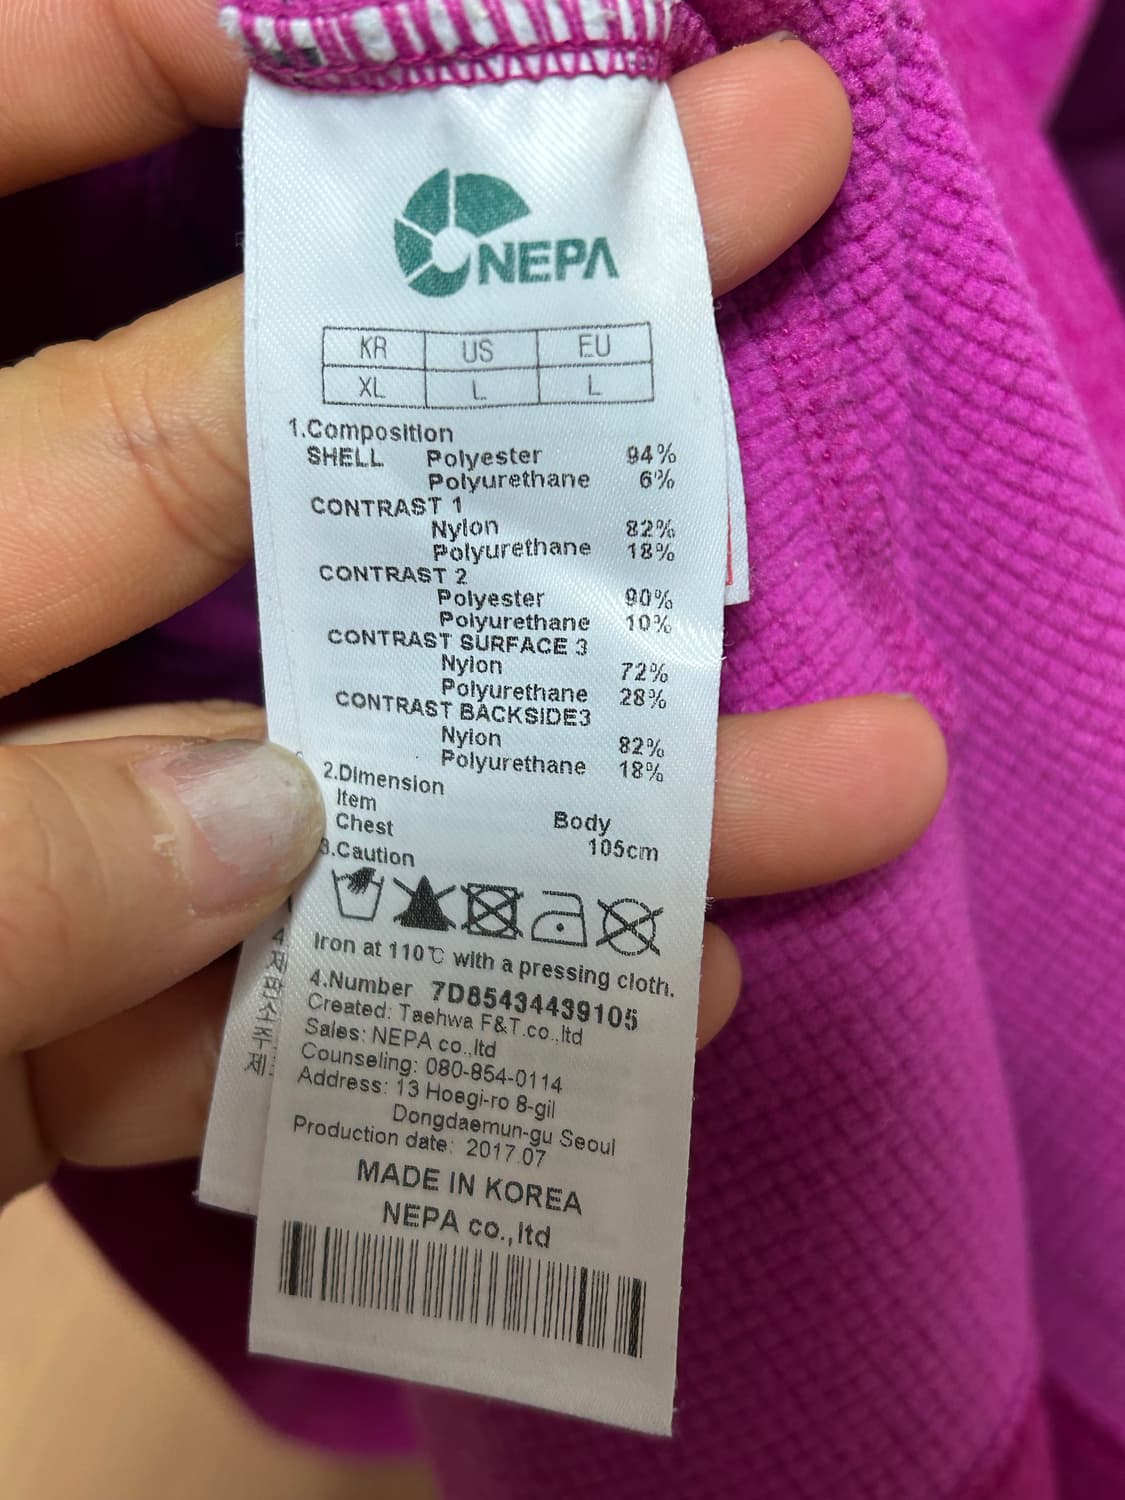 NEPA
KR US EU
XL L L
1.Composition
SHELL Polyester 94%
Polyurethane 6%
CONTRAST 1
Nylon 82%
Polyurethane 18%
CONTRAST 2
Polyester 90%
Polyurethane 10%
CONTRAST SURFACE 3
Nylon 72%
Polyurethane 28%
CONTRAST BACKSIDE3
Nylon 82%
Polyurethane 18%
2.Dimension
Item Body
Chest 105cm
3.Caution
Iron at 110℃ with a pressing cloth.
4.Number 7D85434439105
Created: Taehwa F&T.co.,ltd
Sales: NEPA co.,ltd
Counseling: 080-854-0114
Address: 13 Hoegi-ro 8-gil
Dongdaemun-gu Seoul
Production date: 2017.07
MADE IN KOREA
NEPA co.,ltd